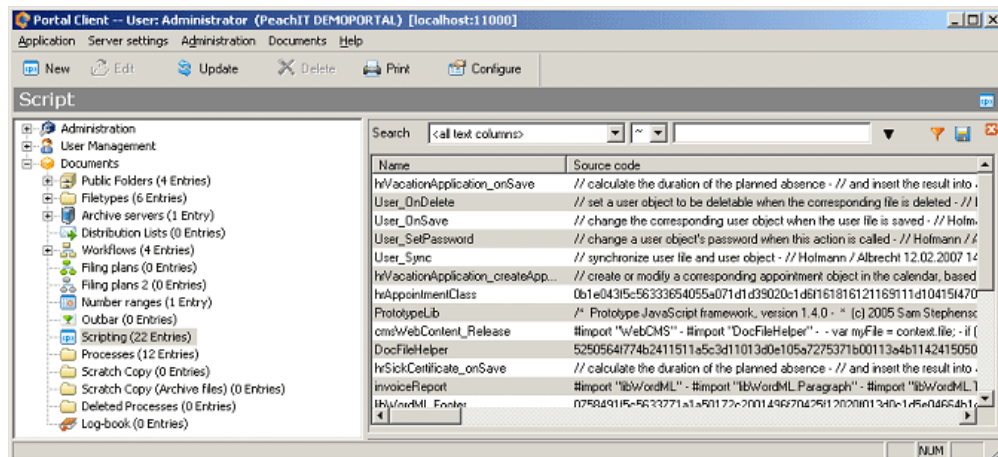 Portal Client -- User: Administrator (PeachIT DEMOPORTAL) [localhost:11000]
Application Server settings Administration Documents Help
New Edit Update Delete Print Configure
Script
Administration
User Management
Documents
Public Folders (4 Entries)
Filetypes (6 Entries)
Archive servers (1 Entry)
Distribution Lists (0 Entries)
Workflows (4 Entries)
Filing plans (0 Entries)
Filing plans 2 (0 Entries)
Number ranges (1 Entry)
Outbar (0 Entries)
Scripting (22 Entries)
Processes (12 Entries)
Scratch Copy (0 Entries)
Scratch Copy (Archive files) (0 Entries)
Deleted Processes (0 Entries)
Log-book (0 Entries)
Search <all text columns> ~
Name Source code
hrVacationApplication_onSave // calculate the duration of the planned absence - // and insert the result into
User_OnDelete // set a user object to be deletable when the corresponding file is deleted - //
User_OnSave // change the corresponding user object when the user file is saved - // Hofm
User_SetPassword // change a user object's password when this action is called - // Hofmann /
User_Sync // synchronize user file and user object - // Hofmann / Albrecht 12.02.2007 14
hrVacationApplication_createApp... // create or modify a corresponding appointment object in the calendar, based
hrAppointmentClass
PrototypeLib /* Prototype JavaScript framework, version 1.4.0 - * (c) 2005 Sam Stephenso
cmsWebContent_Release #import "WebCMS" - #import "DocFileHelper" - - var myFile = context.file; - if (
DocFileHelper
hrSickCertificate_onSave // calculate the duration of the planned absence - // and insert the result into
invoiceReport #import "libWordML" - #import "libWordML.Paragraph" - #import "libWordML.T
libWordML.Footer
NUM